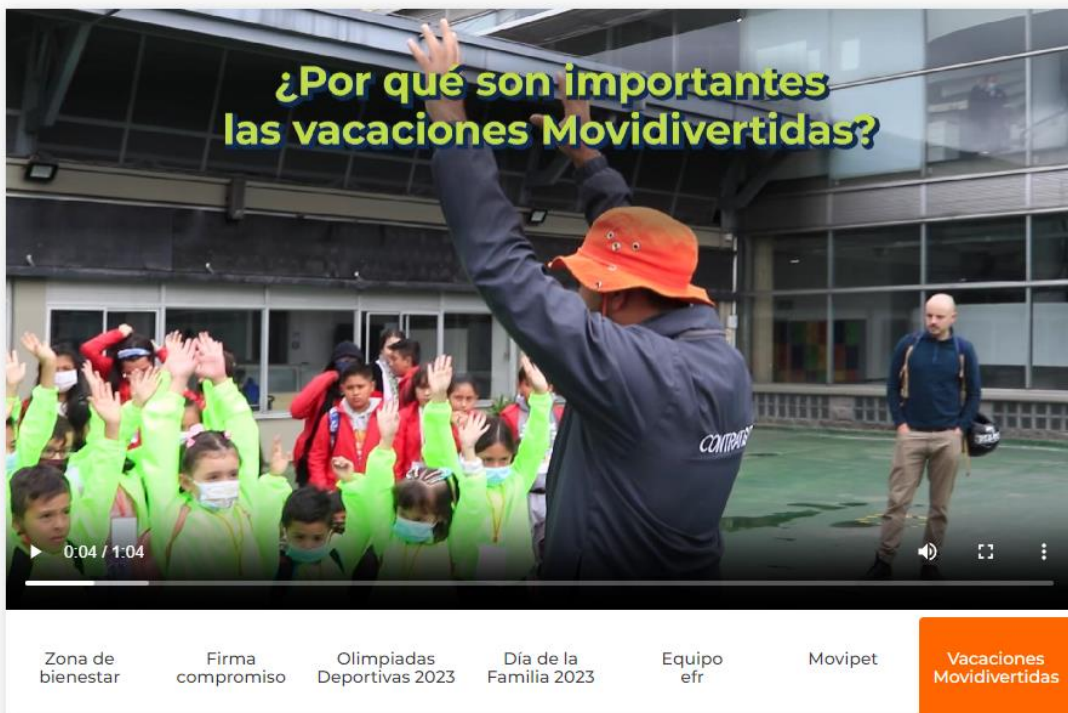 ¿Por qué son importantes
las vacaciones Movidivertidas?
0:04 / 1:04
Zona de
bienestar
Firma
compromiso
Olimpiadas
Deportivas 2023
Día de la
Familia 2023
Equipo
efr
Movipet
Vacaciones
Movidivertidas